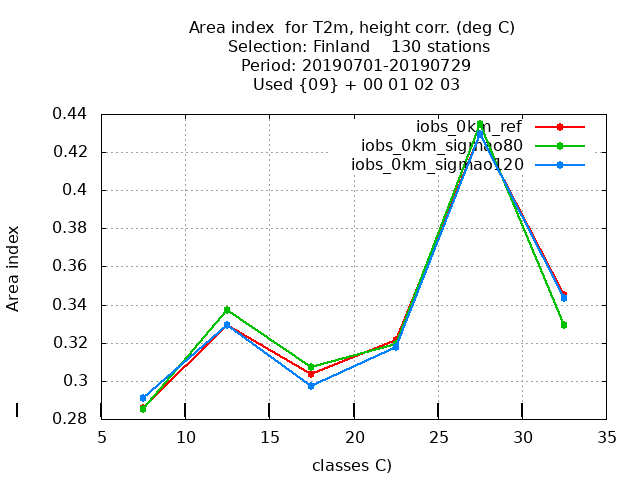 Area index  for T2m, height corr. (deg C)
Selection: Finland    130 stations
Period: 20190701-20190729
Used {09} + 00 01 02 03
iobs_0km_ref
iobs_0km_sigmao80
iobs_0km_sigmao120
0.44
0.42
0.4
0.38
0.36
0.34
0.32
0.3
0.28
Area index
5
10
15
20
25
30
35
classes C)